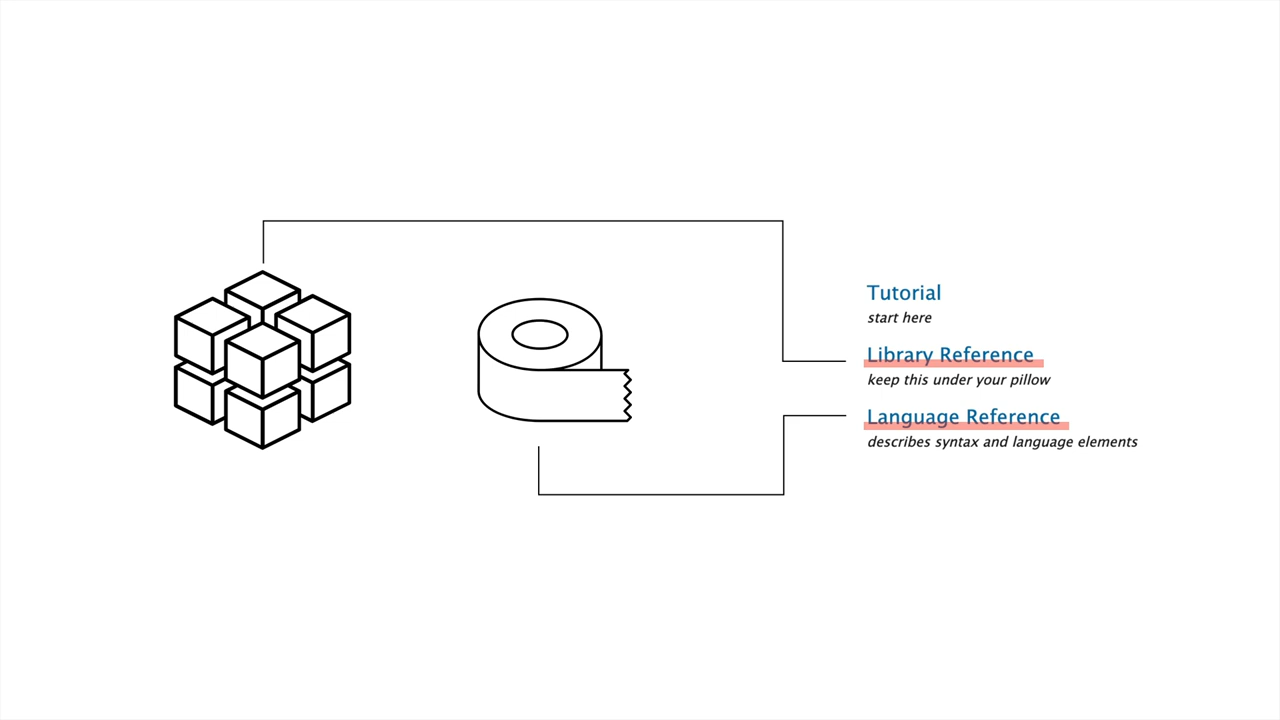 Tutorial
start here
Library Reference
keep this under your pillow
Language Reference
describes syntax and language elements